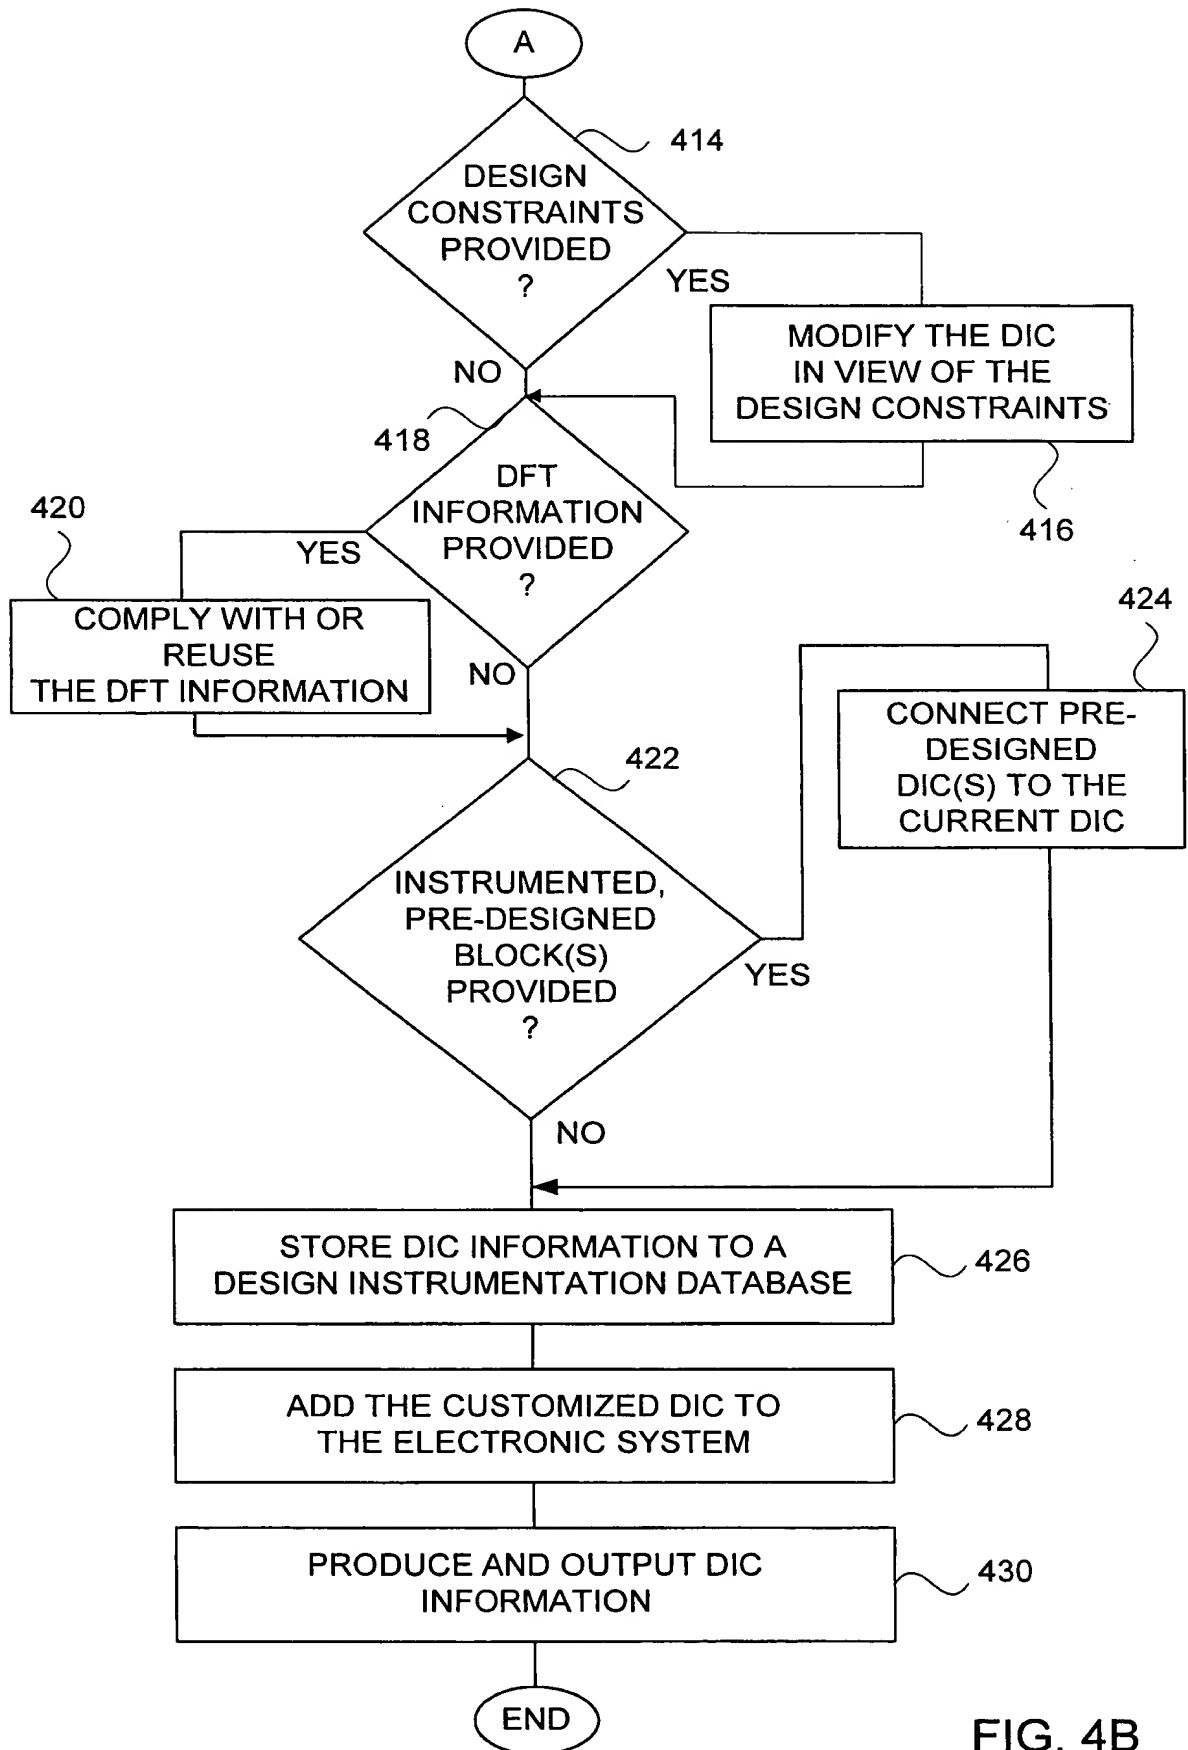 A
414
DESIGN
CONSTRAINTS
PROVIDED
?
YES
MODIFY THE DIC
IN VIEW OF THE
DESIGN CONSTRAINTS
416
NO
418
DFT
INFORMATION
PROVIDED
?
YES
420
COMPLY WITH OR
REUSE
THE DFT INFORMATION
NO
424
CONNECT PRE-
DESIGNED
DIC(S) TO THE
CURRENT DIC
422
INSTRUMENTED,
PRE-DESIGNED
BLOCK(S)
PROVIDED
?
YES
NO
STORE DIC INFORMATION TO A
DESIGN INSTRUMENTATION DATABASE
426
ADD THE CUSTOMIZED DIC TO
THE ELECTRONIC SYSTEM
428
PRODUCE AND OUTPUT DIC
INFORMATION
430
END
FIG. 4B